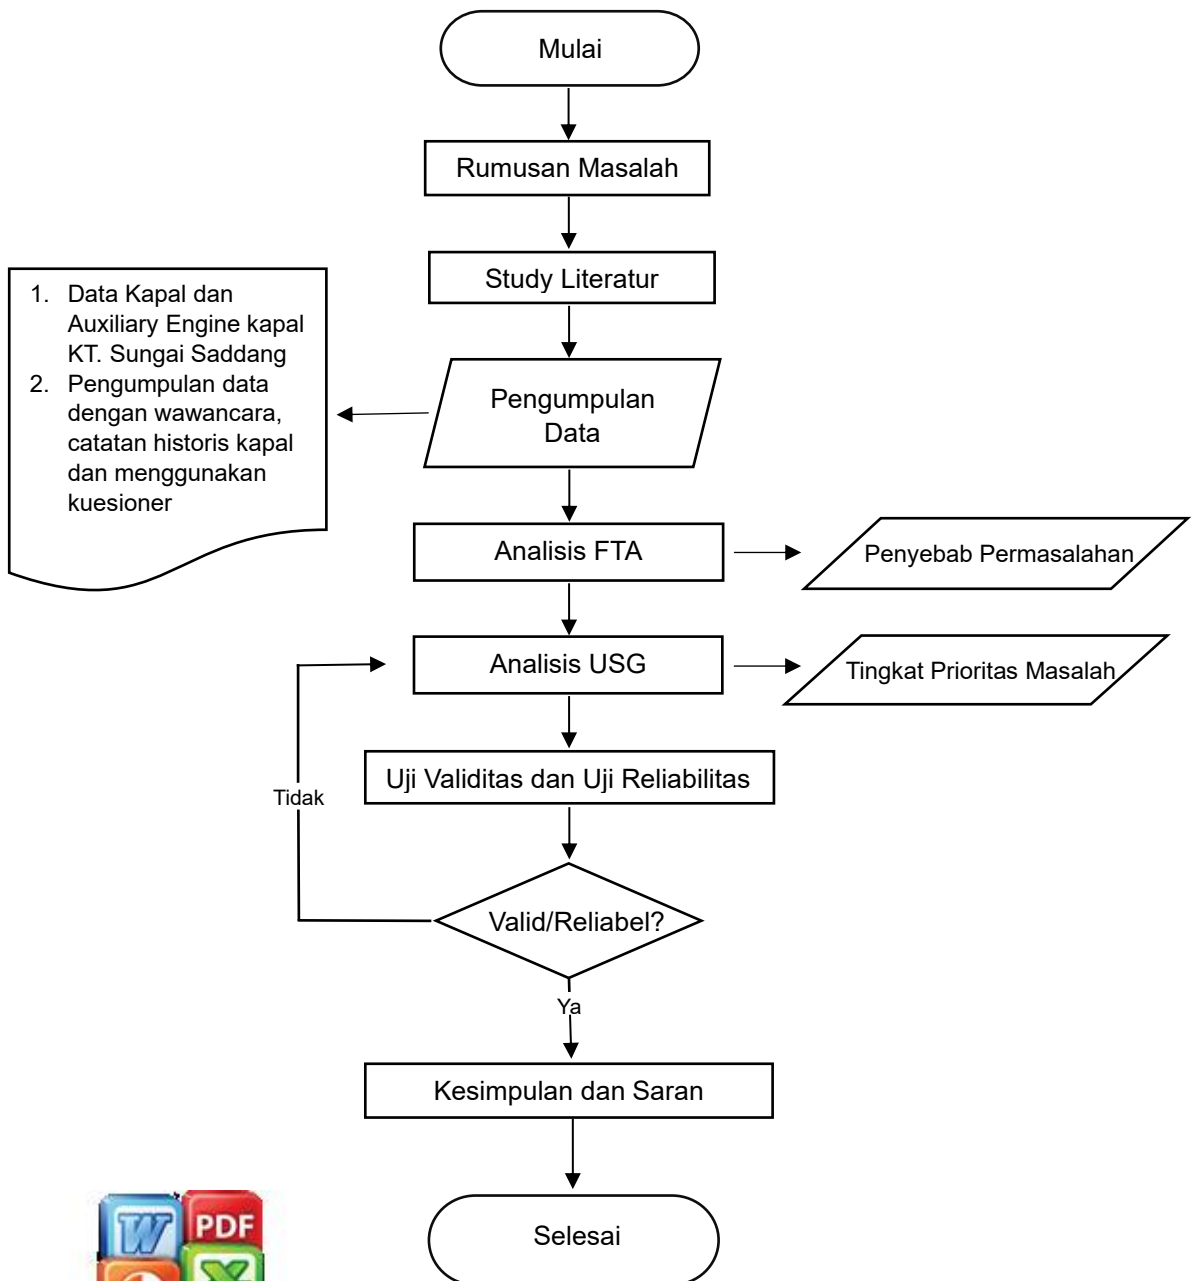 Mulai
Rumusan Masalah
Study Literatur
1. Data Kapal dan
Auxiliary Engine kapal
KT. Sungai Saddang
2. Pengumpulan data
dengan wawancara,
catatan historis kapal
dan menggunakan
kuesioner
Pengumpulan
Data
Analisis FTA
Penyebab Permasalahan
Analisis USG
Tingkat Prioritas Masalah
Uji Validitas dan Uji Reliabilitas
Tidak
Valid/Reliabel?
Ya
Kesimpulan dan Saran
W PDF
X
Selesai